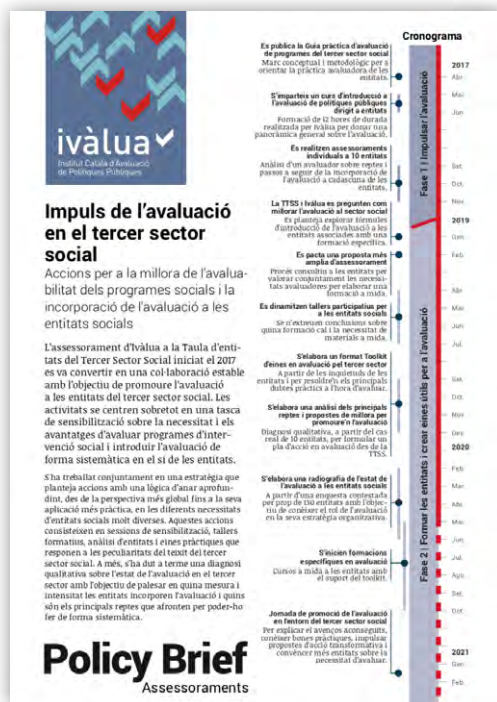 ivàlua
Institut Català d'Avaluació
de Polítiques Públiques
Impuls de l'avaluació
en el tercer sector
social
Accions per a la millora de l'avalua-
bilitat dels programes socials i la
incorporació de l'avaluació a les
entitats socials
L'assessorament d'Ivàlua a la Taula d'enti-
tats del Tercer Sector Social iniciat el 2017
es va convertir en una col·laboració estable
amb l'objectiu de promoure l'avaluació
a les entitats del tercer sector social. Les
activitats se centren sobretot en una tasca
de sensibilització sobre la necessitat i els
avantatges d'avaluar programes d'inter-
venció social i introduir l'avaluació de
forma sistemàtica en el si de les entitats.
S'ha treballat conjuntament en una estratègia que
planteja accions amb una lògica d'anar aprofun-
dint, des de la perspectiva més global fins a la seva
aplicació més pràctica, en les diferents necessitats
d'entitats socials molt diverses. Aquestes accions
consisteixen en sessions de sensibilització, tallers
formatius, anàlisi d'entitats i eines pràctiques que
responen a les peculiaritats del teixit del tercer
sector social. A més, s'ha dut a terme una diagnosi
qualitativa sobre l'estat de l'avaluació en el tercer
sector amb l'objectiu de palesar en quina mesura i
intensitat les entitats incorporen l'avaluació i quins
són els principals reptes que afronten per poder-ho
fer de forma sistemàtica.
Policy Brief
Assessoraments
Cronograma
Es publica la Guia pràctica d'avaluació
de programes del tercer sector social
Marc conceptual i metodològic per a
orientar la pràctica avaluadora de les
entitats.
S'imparteix un curs d'introducció a
l'avaluació de polítiques públiques
dirigit a entitats
Formació de 12 hores de durada
realitzada per Ivàlua per donar una
panoràmica general sobre l'avaluació.
Es realitzen assessoraments
individuals a 10 entitats
Anàlisi d'un avaluador sobre reptes i
passos a seguir de la incorporació de
l'avaluació a cadascuna de les
entitats.
La TTSS i Ivàlua es pregunten com
millorar l'avaluació al sector social
Es planteja explorar fórmules
d'introducció de l'avaluació a les
entitats associades amb una
formació específica.
Es pacta una proposta més
àmplia d'assessorament
Procés consultiu a les entitats per
valorar conjuntament les necessi-
tats avaluadores per elaborar una
formació a mida.
Es dinamitzen tallers participatius per
a les entitats socials
Se n'extreuen conclusions sobre
quina formació cal i la necessitat de
materials a mida.
S'elabora un format Toolkit
d'eines en avaluació pel tercer sector
A partir de les inquietuds de les
entitats i per resoldre'n els principals
dubtes pràctics a l'hora d'avaluar.
S'elabora una anàlisi de principals
reptes i propostes de millora per
promoure'n l'avaluació
Diagnosi qualitativa, a partir del cas
real de 10 entitats, per formular un
pla d'acció en avaluació des de la
TTSS.
S'elabora una radiografia de l'estat de
l'avaluació a les entitats socials
A partir d'una enquesta contestada
per prop de 150 entitats amb l'objec-
tiu de conèixer el rol de l'avaluació
en la seva estratègia organitzativa.
S'inicien formacions
específiques en avaluació
Cursos a mida a les entitats amb
el suport del toolkit.
Jornada de promoció de l'avaluació
en l'entorn del tercer sector social
Per explicar el avenços aconseguits,
conèixer bones pràctiques, impulsar
propostes d'acció transformativa i
convèncer més entitats sobre la
necessitat d'avaluar.
Fase 1 | Impulsar l'avaluació
Fase 2 | Formar les entitats i crear eines útils per a l'avaluació
2017
Abr.
Mai.
Jun.
Set.
Oct.
Nov.
2019
Gen.
Feb.
Abr.
Mai.
Jun.
Jul.
Set.
Oct.
Nov.
Des.
2020
Feb.
Mar.
Abr.
Mai.
Jun.
Jul.
Ago.
Set.
Oct.
2021
Gen.
Feb.